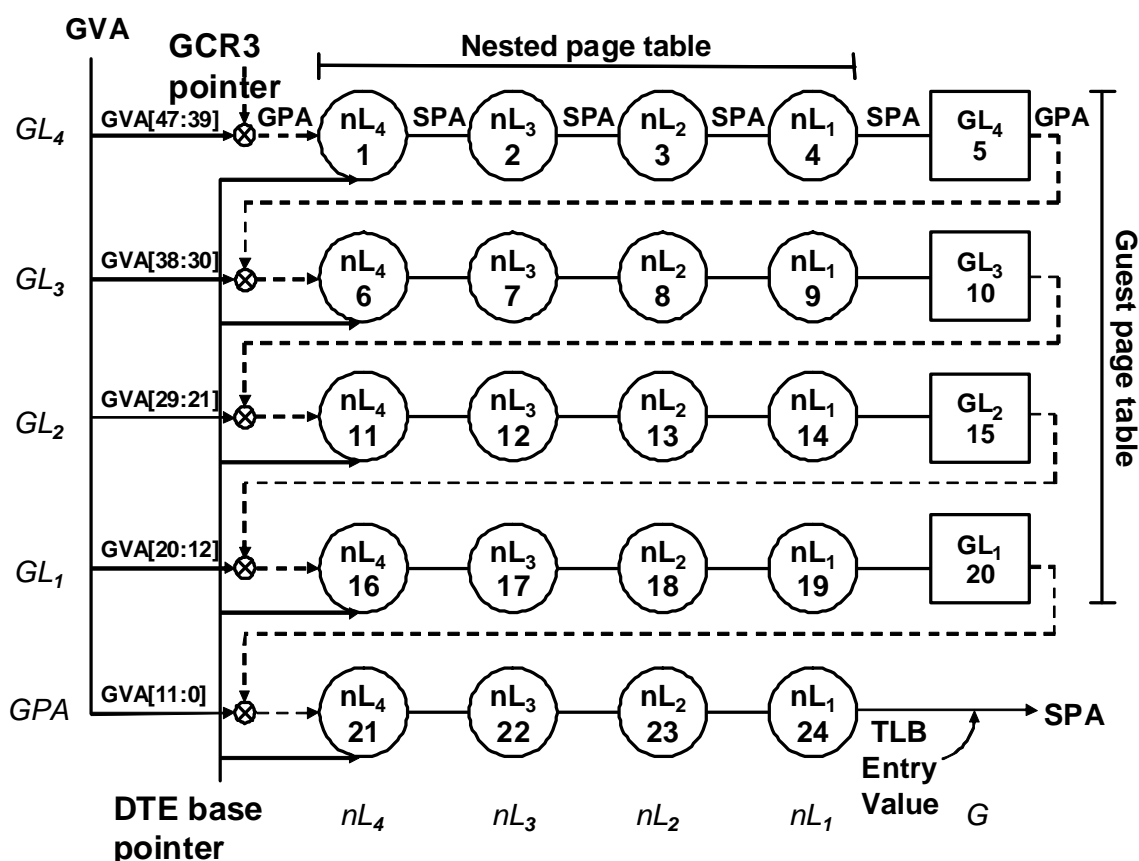 GVA
Nested page table
GCR3
pointer
GL4
GVA[47:39]
GPA
nL4
1
SPA
nL3
2
SPA
nL2
3
SPA
nL1
4
SPA
GL4
5
GPA
Guest page table
GL3
GVA[38:30]
nL4
6
nL3
7
nL2
8
nL1
9
GL3
10
GL2
GVA[29:21]
nL4
11
nL3
12
nL2
13
nL1
14
GL2
15
GL1
GVA[20:12]
nL4
16
nL3
17
nL2
18
nL1
19
GL1
20
GPA
GVA[11:0]
nL4
21
nL3
22
nL2
23
nL1
24
SPA
TLB
Entry
Value
DTE base
pointer
nL4
nL3
nL2
nL1
G